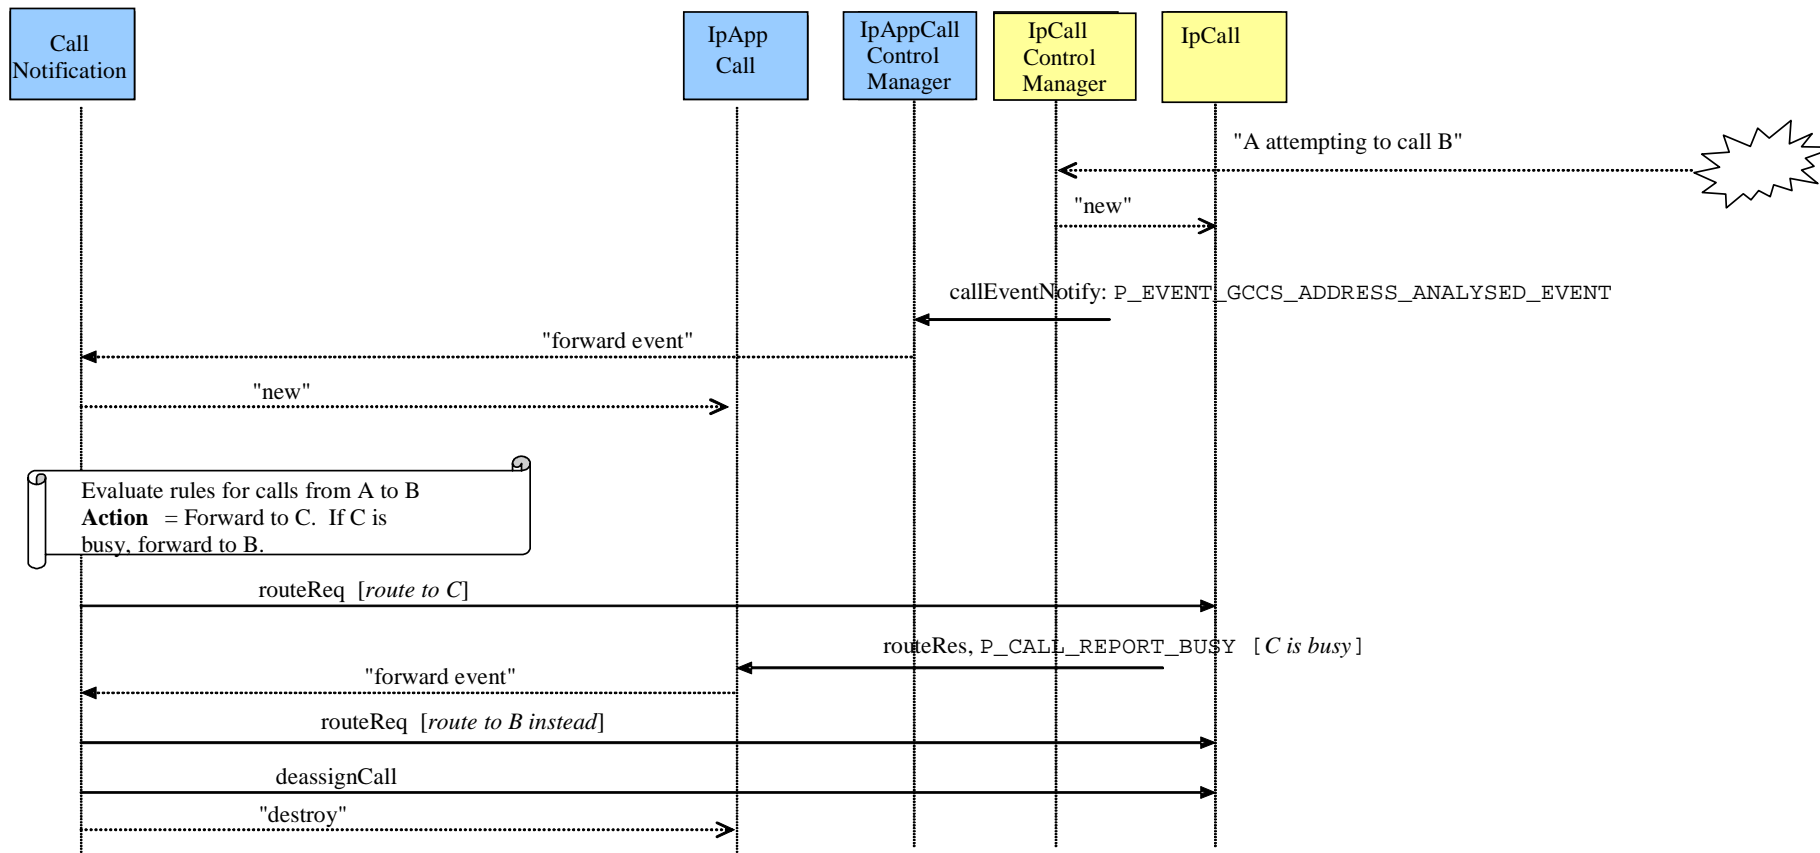 Call
Notification
IpApp
Call
IpAppCall
Control
Manager
IpCall
Control
Manager
IpCall
"A attempting to call B"
"new"
callEventNotify: P_EVENT_GCCS_ADDRESS_ANALYSED_EVENT
"forward event"
"new"
Evaluate rules for calls from A to B
Action = Forward to C. If C is
busy, forward to B.
routeReq [route to C]
routeRes, P_CALL_REPORT_BUSY [C is busy]
"forward event"
routeReq [route to B instead]
deassignCall
"destroy"